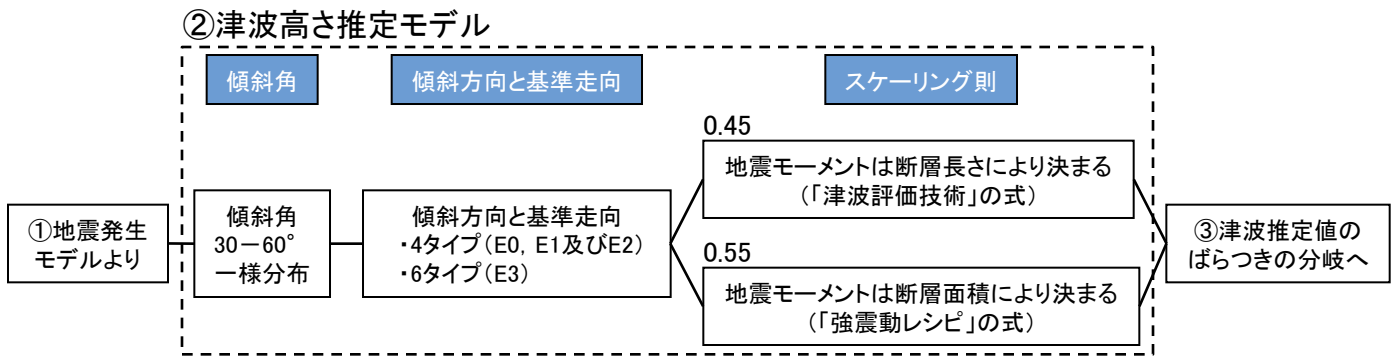 ②津波高さ推定モデル
傾斜角
傾斜方向と基準走向
スケーリング則
①地震発生
モデルより
傾斜角
30-60°
一様分布
傾斜方向と基準走向
・4タイプ(E0, E1及びE2)
・6タイプ(E3)
0.45
地震モーメントは断層長さにより決まる
(「津波評価技術」の式)
0.55
地震モーメントは断層面積により決まる
(「強震動レシピ」の式)
③津波推定値の
ばらつきの分岐へ